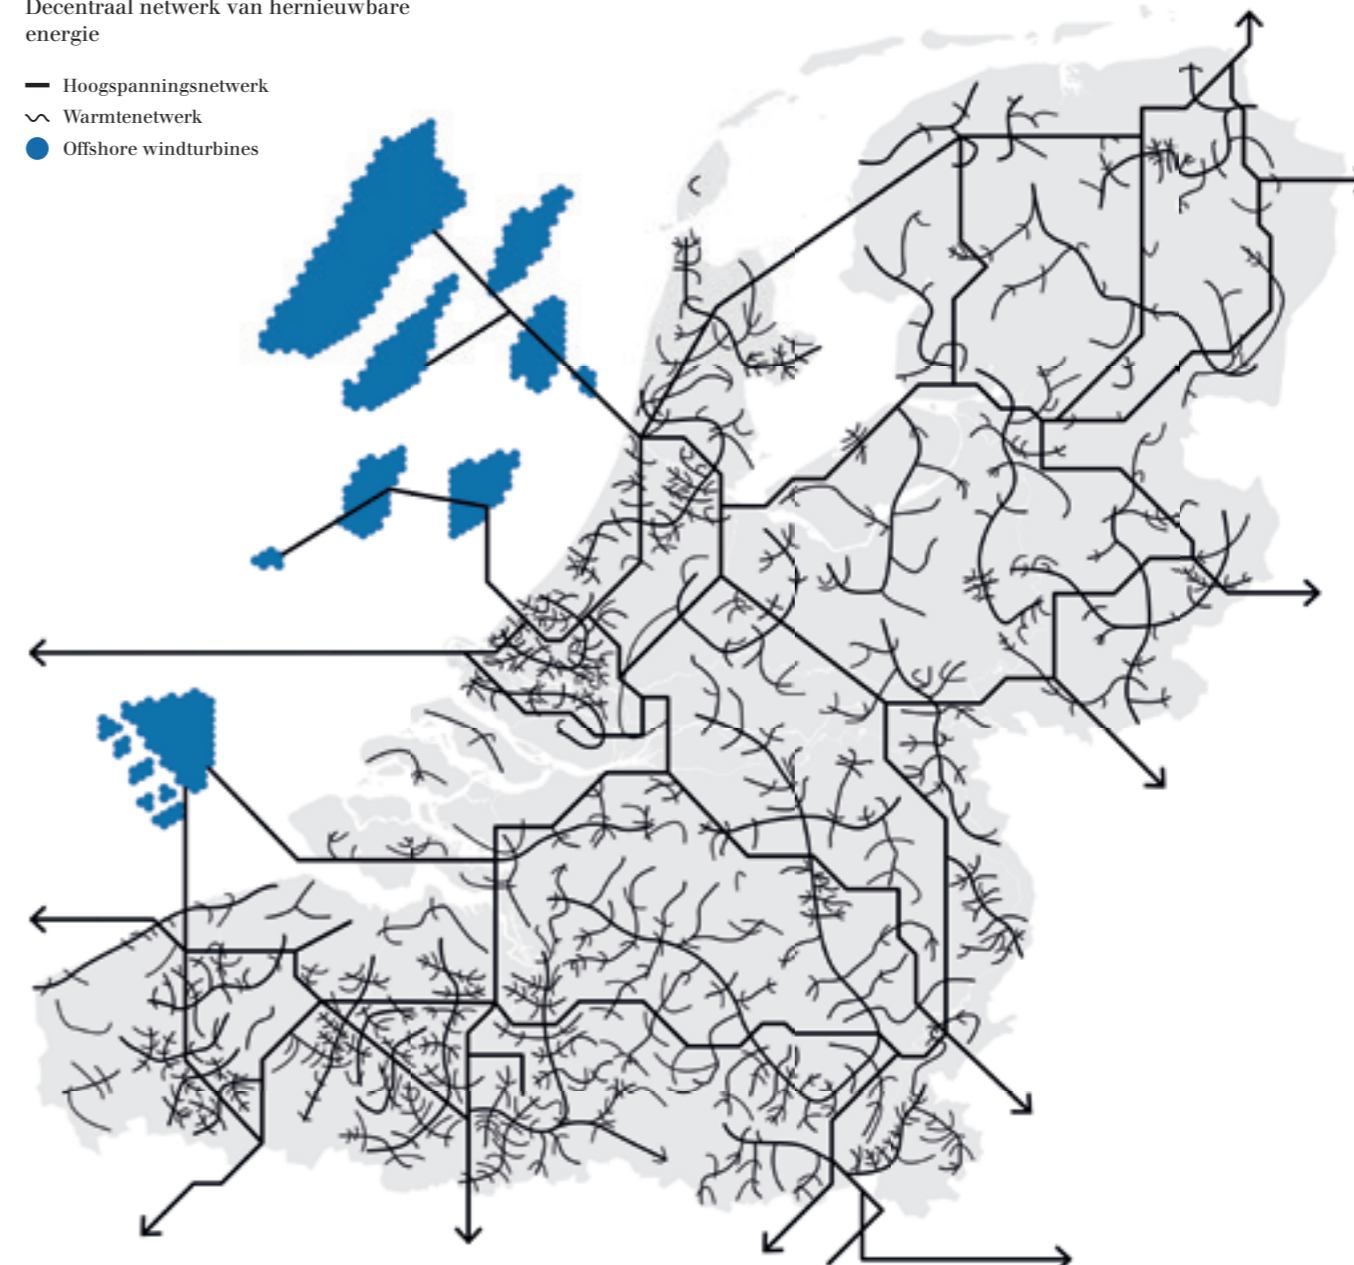 Decentraal netwerk van hernieuwbare
energie
Hoogspanningsnetwerk
Warmtenetwerk
Offshore windturbines